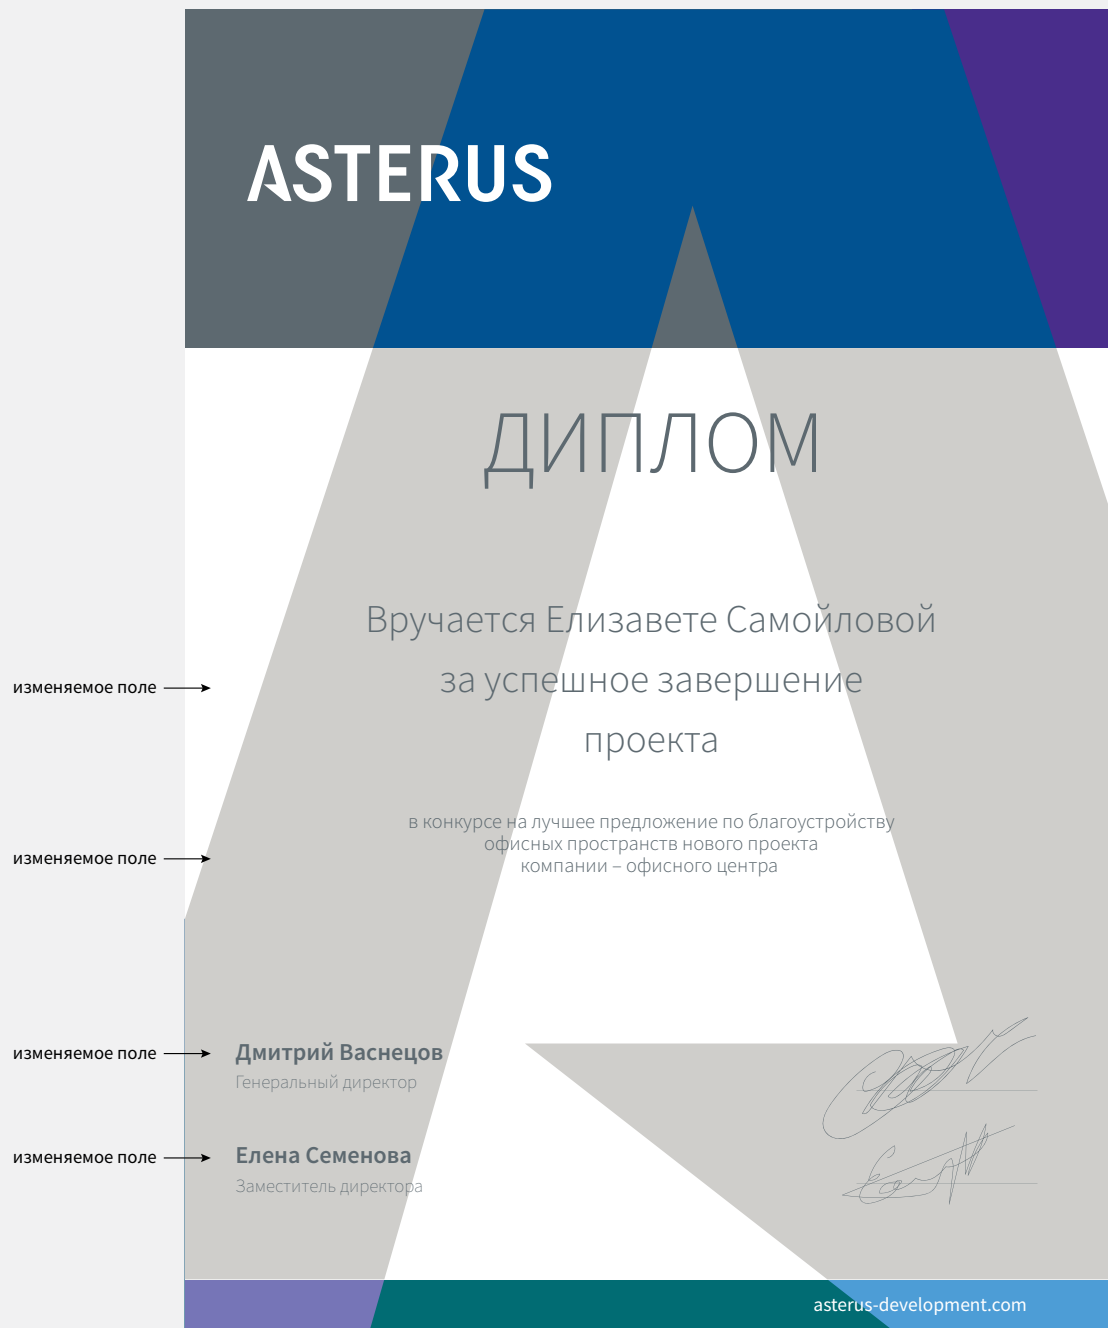 ASTERUS
ДИПЛОМ
Вручается Елизавете Самойловой
за успешное завершение
проекта
изменяемое поле
в конкурсе на лучшее предложение по благоустройству
офисных пространств нового проекта
компании – офисного центра
изменяемое поле
изменяемое поле
Дмитрий Васнецов
Генеральный директор
изменяемое поле
Елена Семенова
Заместитель директора
asterus-development.com